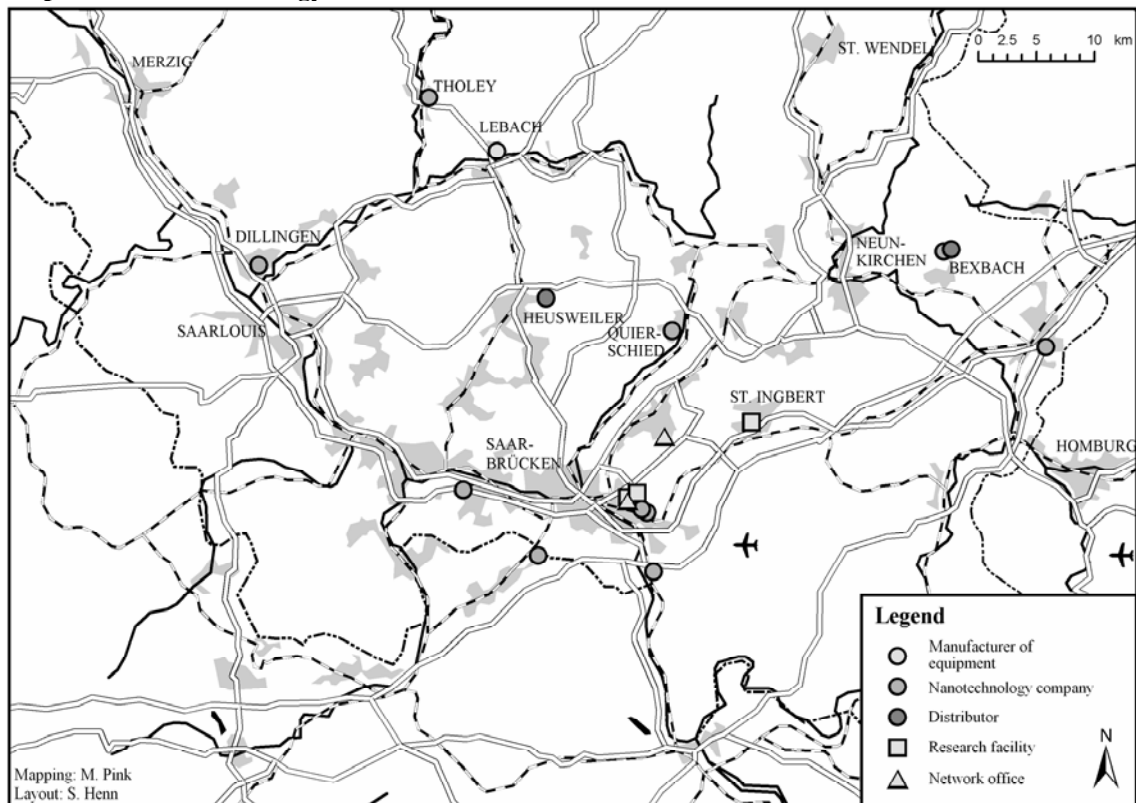 MERZIG
ST. WENDEL
0 2.5 5 10 km
THOLEY
LEBACH
DILLINGEN
NEUN-
KIRCHEN
BEXBACH
SAARLOUIS
HEUSWEILER
QUIER-
SCHIED
ST. INGBERT
SAAR-
BRÜCKEN
HOMBURG
Legend
Manufacturer of
equipment
Nanotechnology company
Distributor
Research facility
Network office
N
Mapping: M. Pink
Layout: S. Henn